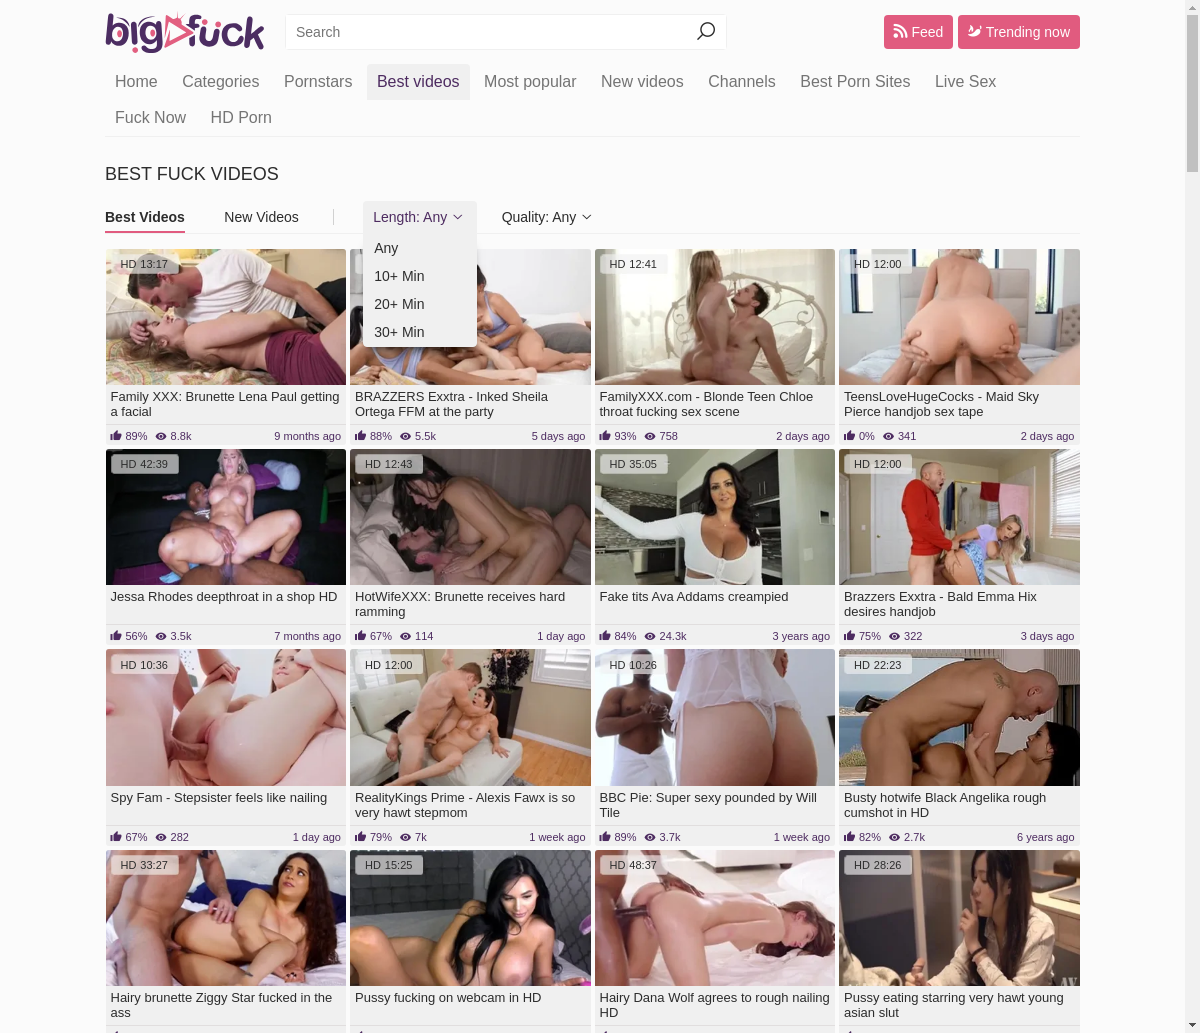 bigfuck
Search
Feed
Trending now
Home Categories Pornstars Best videos Most popular New videos Channels Best Porn Sites Live Sex
Fuck Now HD Porn
BEST FUCK VIDEOS
Best Videos New Videos Length: Any Quality: Any
Any
10+ Min
20+ Min
30+ Min
HD 13:17
Family XXX: Brunette Lena Paul getting
a facial
89% 8.8k 9 months ago
BRAZZERS Exxtra - Inked Sheila
Ortega FFM at the party
88% 5.5k 5 days ago
HD 12:41
FamilyXXX.com - Blonde Teen Chloe
throat fucking sex scene
93% 758 2 days ago
HD 12:00
TeensLoveHugeCocks - Maid Sky
Pierce handjob sex tape
0% 341 2 days ago
HD 42:39
Jessa Rhodes deepthroat in a shop HD
56% 3.5k 7 months ago
HD 12:43
HotWifeXXX: Brunette receives hard
ramming
67% 114 1 day ago
HD 35:05
Fake tits Ava Addams creampied
84% 24.3k 3 years ago
HD 12:00
Brazzers Exxtra - Bald Emma Hix
desires handjob
75% 322 3 days ago
HD 10:36
Spy Fam - Stepsister feels like nailing
67% 282 1 day ago
HD 12:00
RealityKings Prime - Alexis Fawx is so
very hawt stepmom
79% 7k 1 week ago
HD 10:26
BBC Pie: Super sexy pounded by Will
Tile
89% 3.7k 1 week ago
HD 22:23
Busty hotwife Black Angelika rough
cumshot in HD
82% 2.7k 6 years ago
HD 33:27
Hairy brunette Ziggy Star fucked in the
ass
HD 15:25
Pussy fucking on webcam in HD
HD 48:37
Hairy Dana Wolf agrees to rough nailing
HD
HD 28:26
AV
Pussy eating starring very hawt young
asian slut